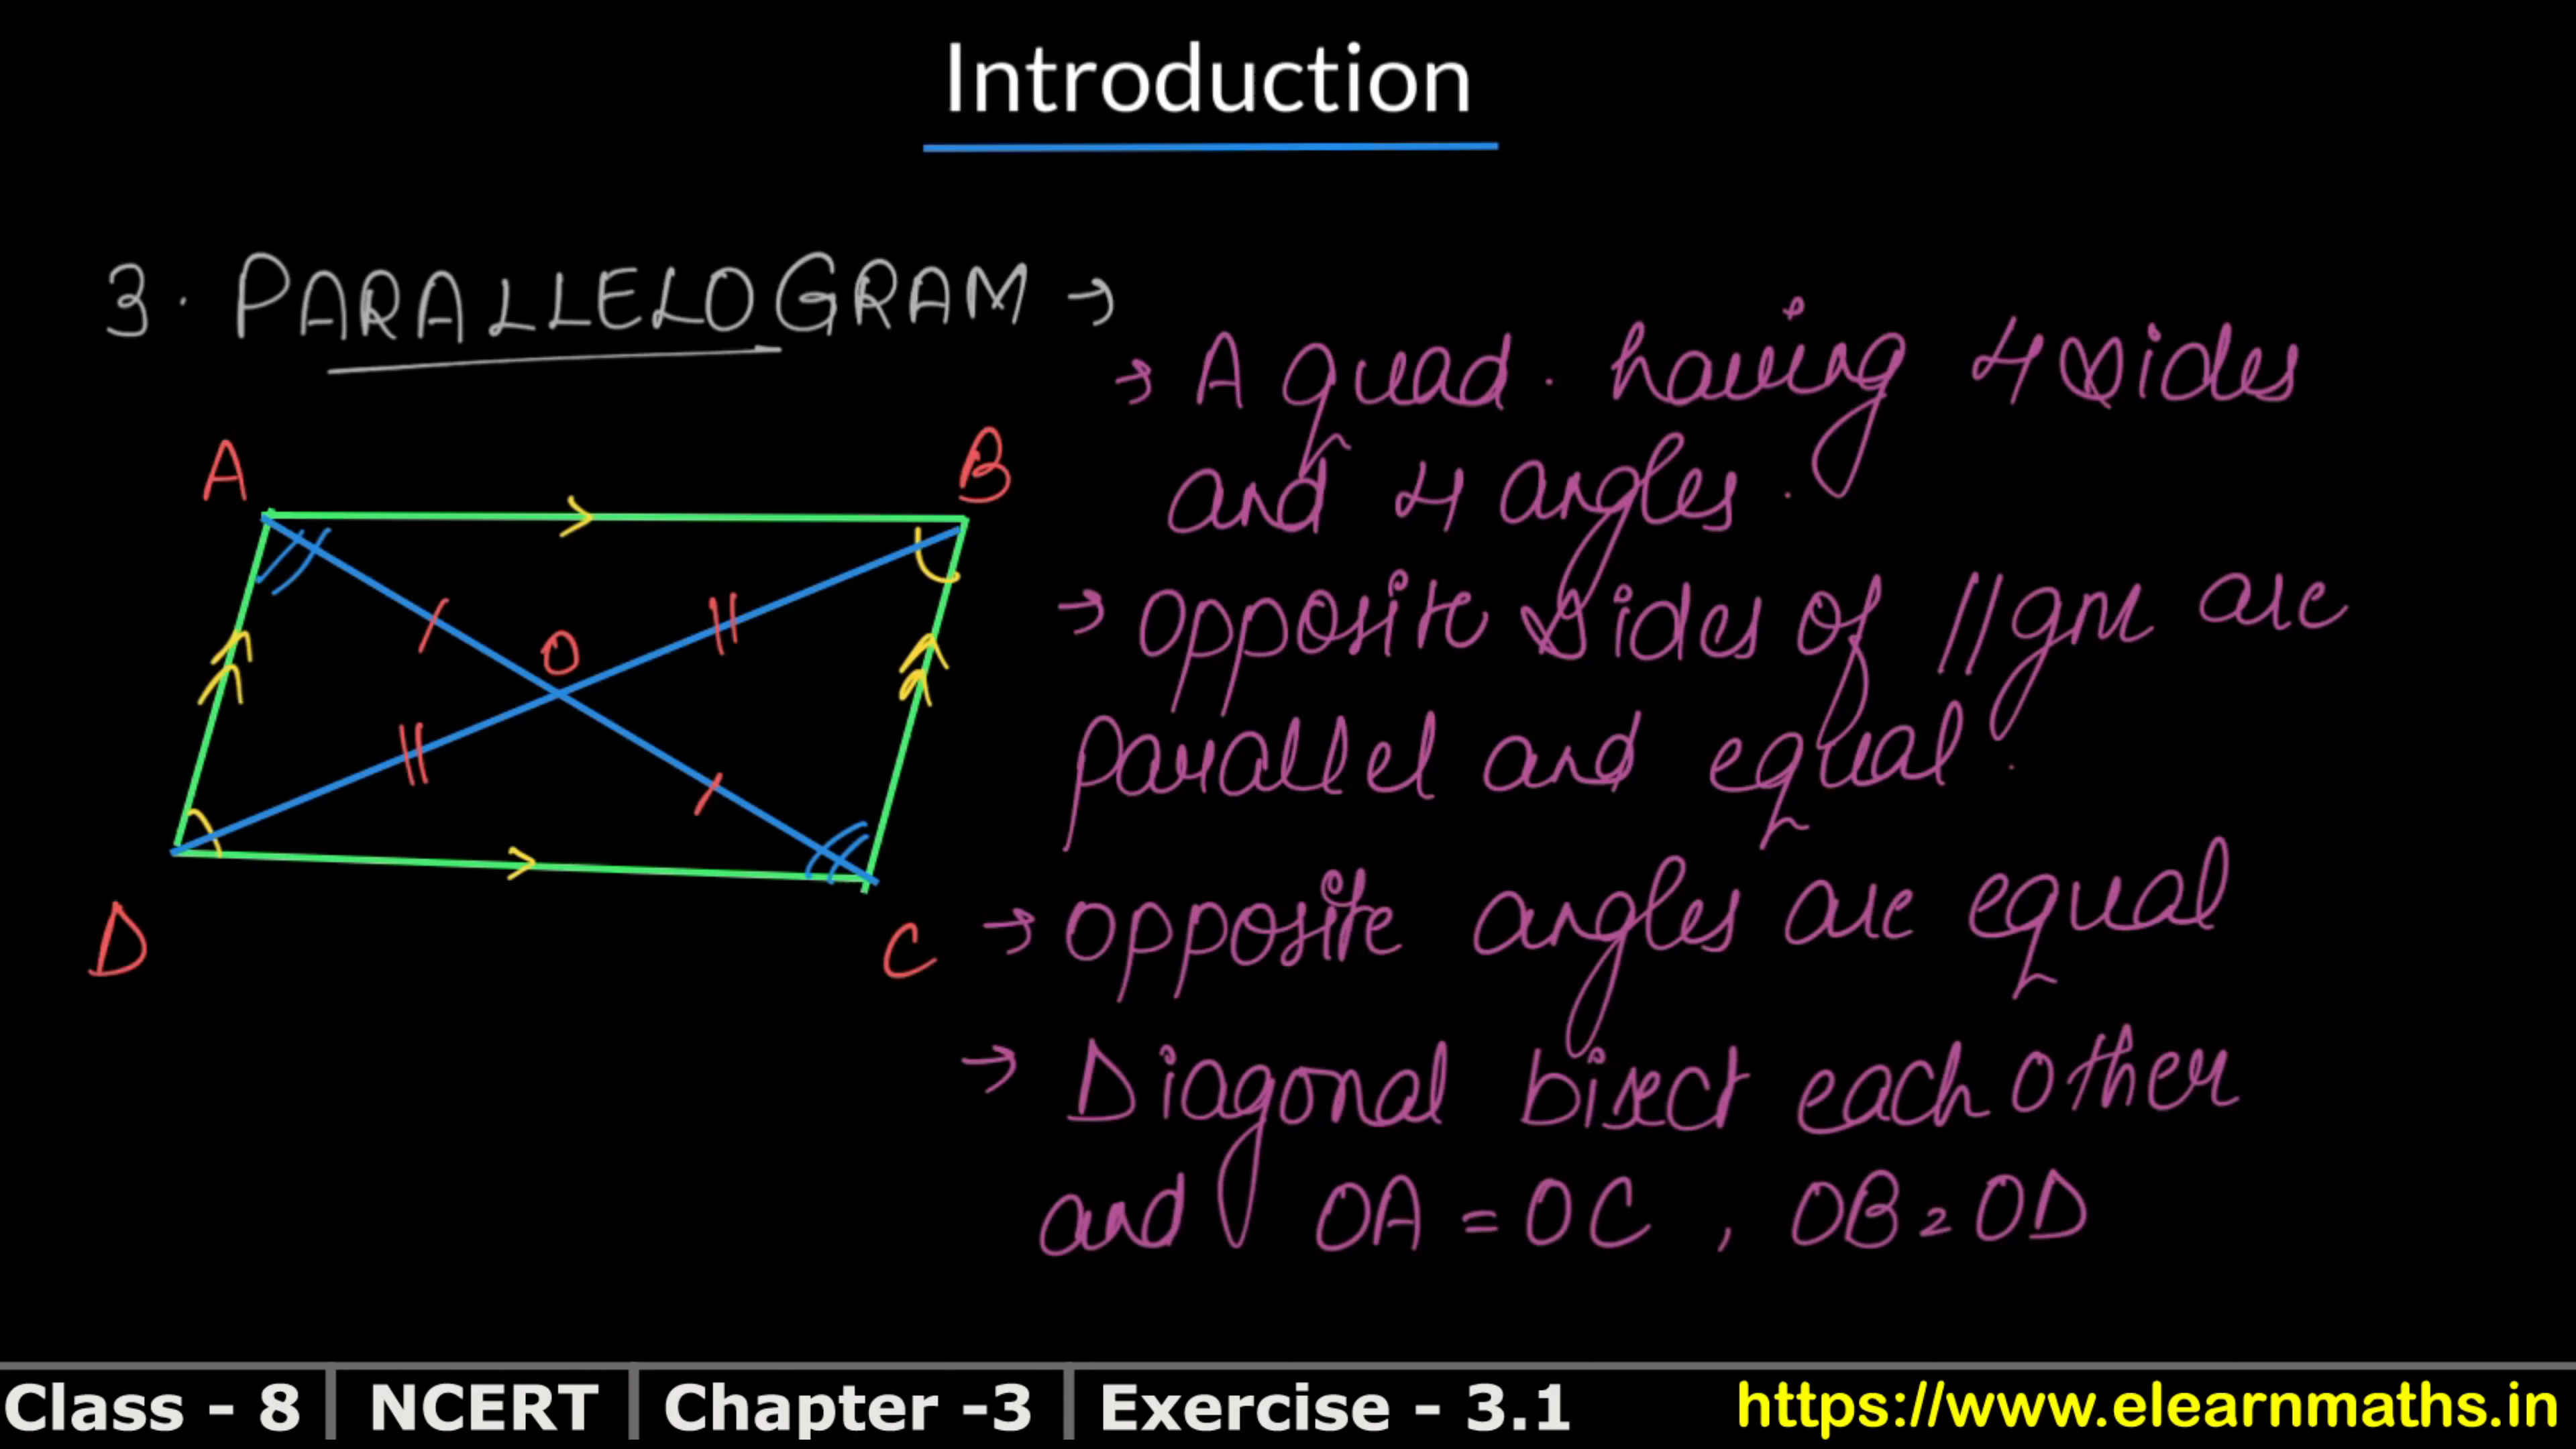 Introduction
3. PARALLELOGRAM →
→ A quad. having 4 sides
and 4 angles.
→ opposite sides of ||gm are
parallel and equal.
→ opposite angles are equal
→ Diagonal bisect each other
and OA = OC , OB = OD
A
B
O
D
C
Class - 8 | NCERT | Chapter -3 | Exercise - 3.1 https://www.elearnmaths.in